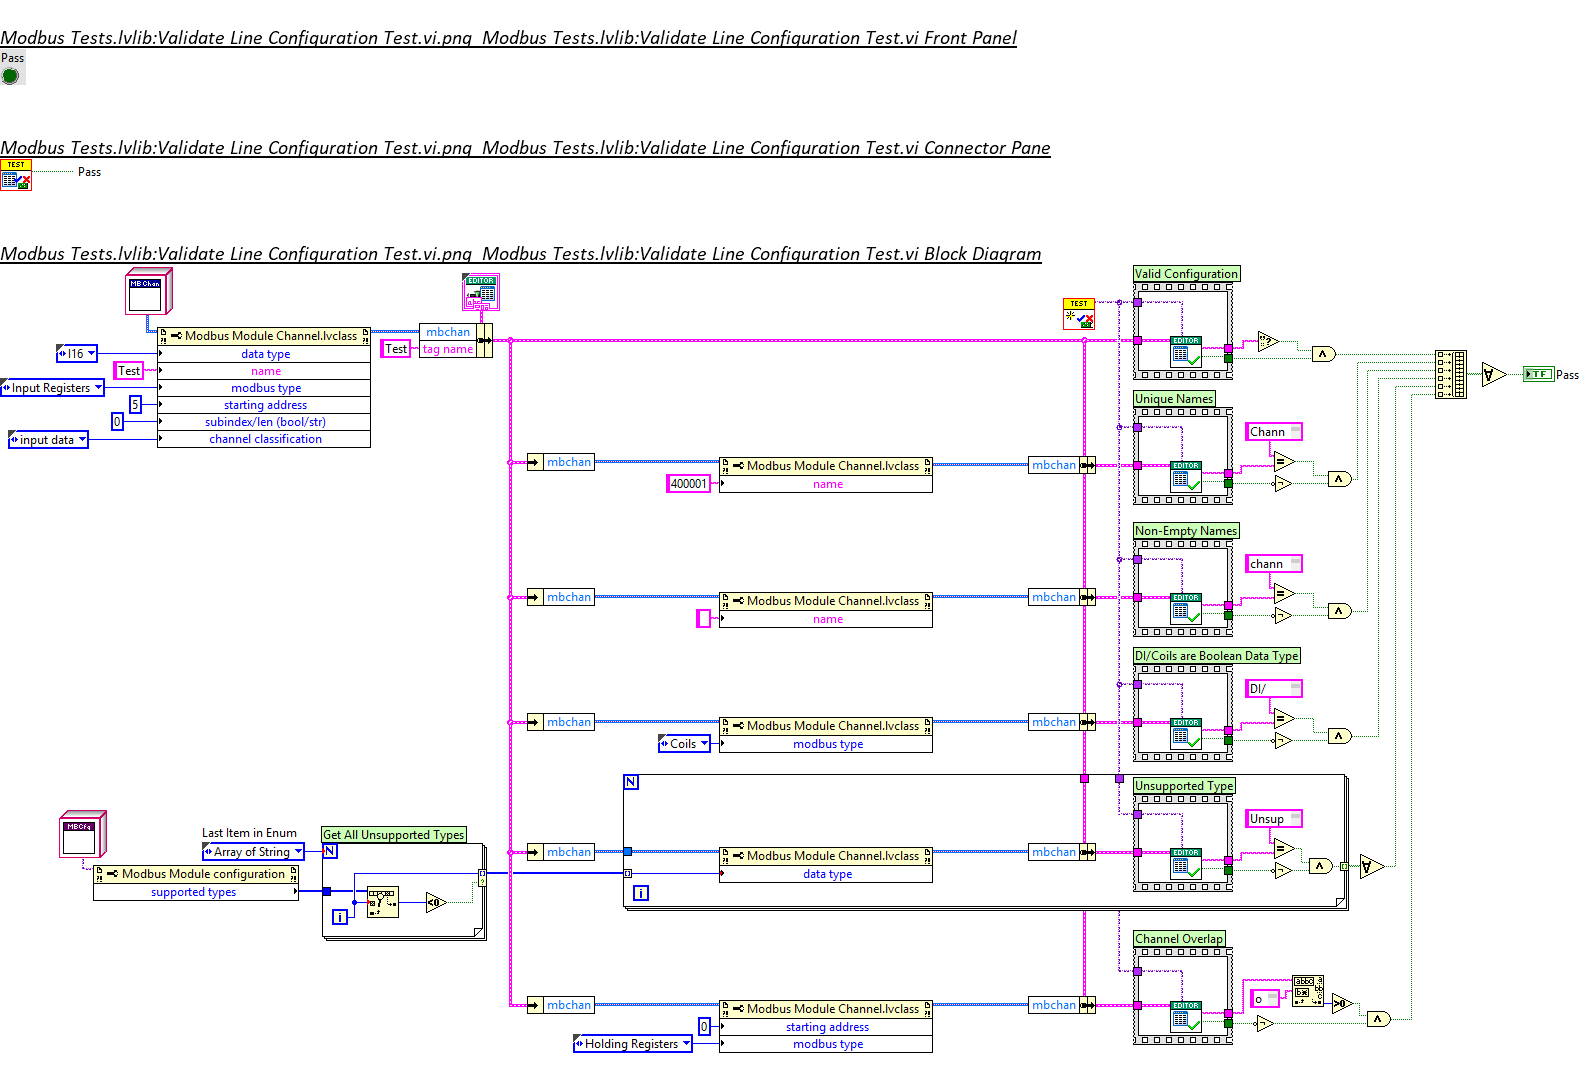 Modbus Tests.lvlib:Validate Line Configuration Test.vi.png Modbus Tests.lvlib:Validate Line Configuration Test.vi Front Panel
Pass
Modbus Tests.lvlib:Validate Line Configuration Test.vi.png Modbus Tests.lvlib:Validate Line Configuration Test.vi Connector Pane
TEST
Pass
Modbus Tests.lvlib:Validate Line Configuration Test.vi.png Modbus Tests.lvlib:Validate Line Configuration Test.vi Block Diagram
MB Chan
Modbus Module Channel.lvclass
I16
data type
Test
name
Input Registers
modbus type
5
starting address
0
subindex/len (bool/str)
input data
channel classification
EDITOR
mbchan
Test
tag name
TEST
Valid Configuration
EDITOR
TF
Pass
Unique Names
mbchan
Modbus Module Channel.lvclass
400001
name
mbchan
EDITOR
Chann
Non-Empty Names
mbchan
Modbus Module Channel.lvclass
name
mbchan
EDITOR
chann
DI/Coils are Boolean Data Type
mbchan
Modbus Module Channel.lvclass
Coils
modbus type
mbchan
EDITOR
DI/
MBCfg
Modbus Module configuration
supported types
Last Item in Enum
Array of String
Get All Unsupported Types
N
i
<0
N
Unsupported Type
mbchan
Modbus Module Channel.lvclass
data type
i
mbchan
EDITOR
Unsup
Channel Overlap
mbchan
Modbus Module Channel.lvclass
0
starting address
Holding Registers
modbus type
mbchan
EDITOR
o
>0